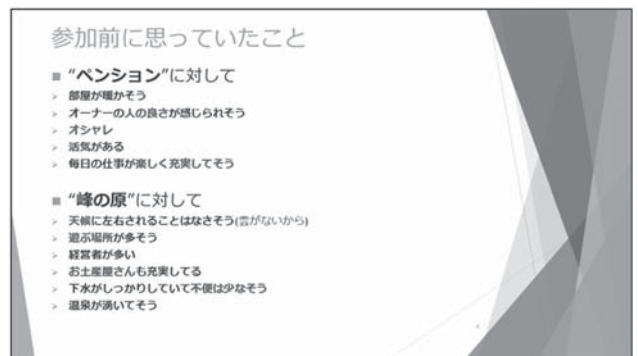 参加前に思っていたこと
■ “ペンション”に対して
➢ 部屋が暖かそう
➢ オーナーの人の良さが感じられそう
➢ オシャレ
➢ 活気がある
➢ 毎日の仕事が楽しく充実してそう
■ “峰の原”に対して
➢ 天候に左右されることはなさそう(雲がないから)
➢ 遊ぶ場所が多そう
➢ 経営者が多い
➢ お土産屋さんも充実してる
➢ 下水がしっかりしていて不便は少なそう
➢ 温泉が湧いてそう